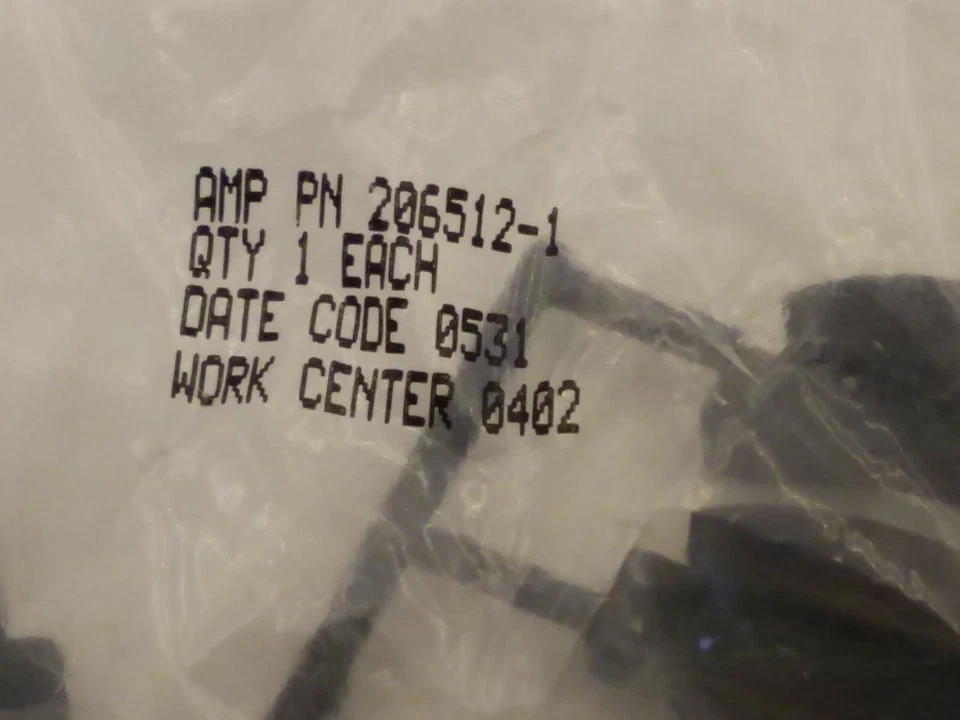 AMP PN 206512-1
QTY 1 EACH
DATE CODE 0531
WORK CENTER 0402